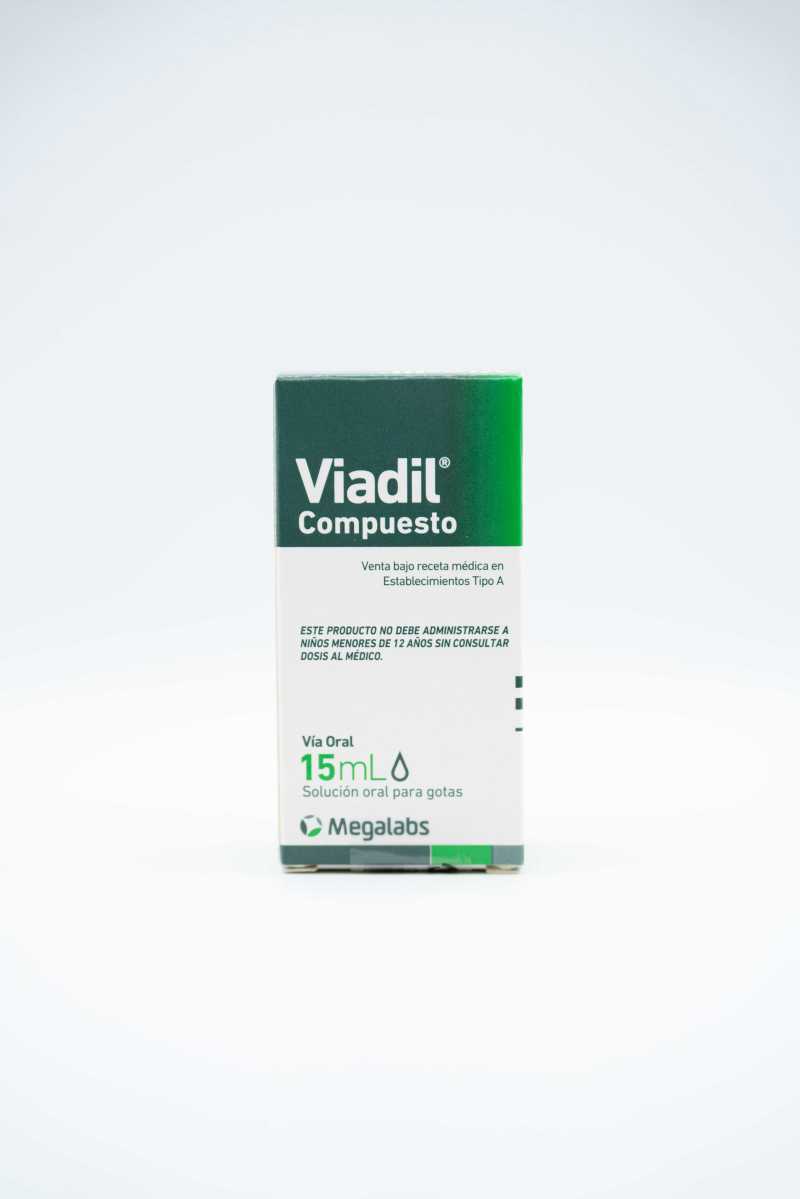 Viadil®
Compuesto
Venta bajo receta médica en
Establecimientos Tipo A
ESTE PRODUCTO NO DEBE ADMINISTRARSE A
NIÑOS MENORES DE 12 AÑOS SIN CONSULTAR
DOSIS AL MÉDICO.
Vía Oral
15mL
Solución oral para gotas
Megalabs